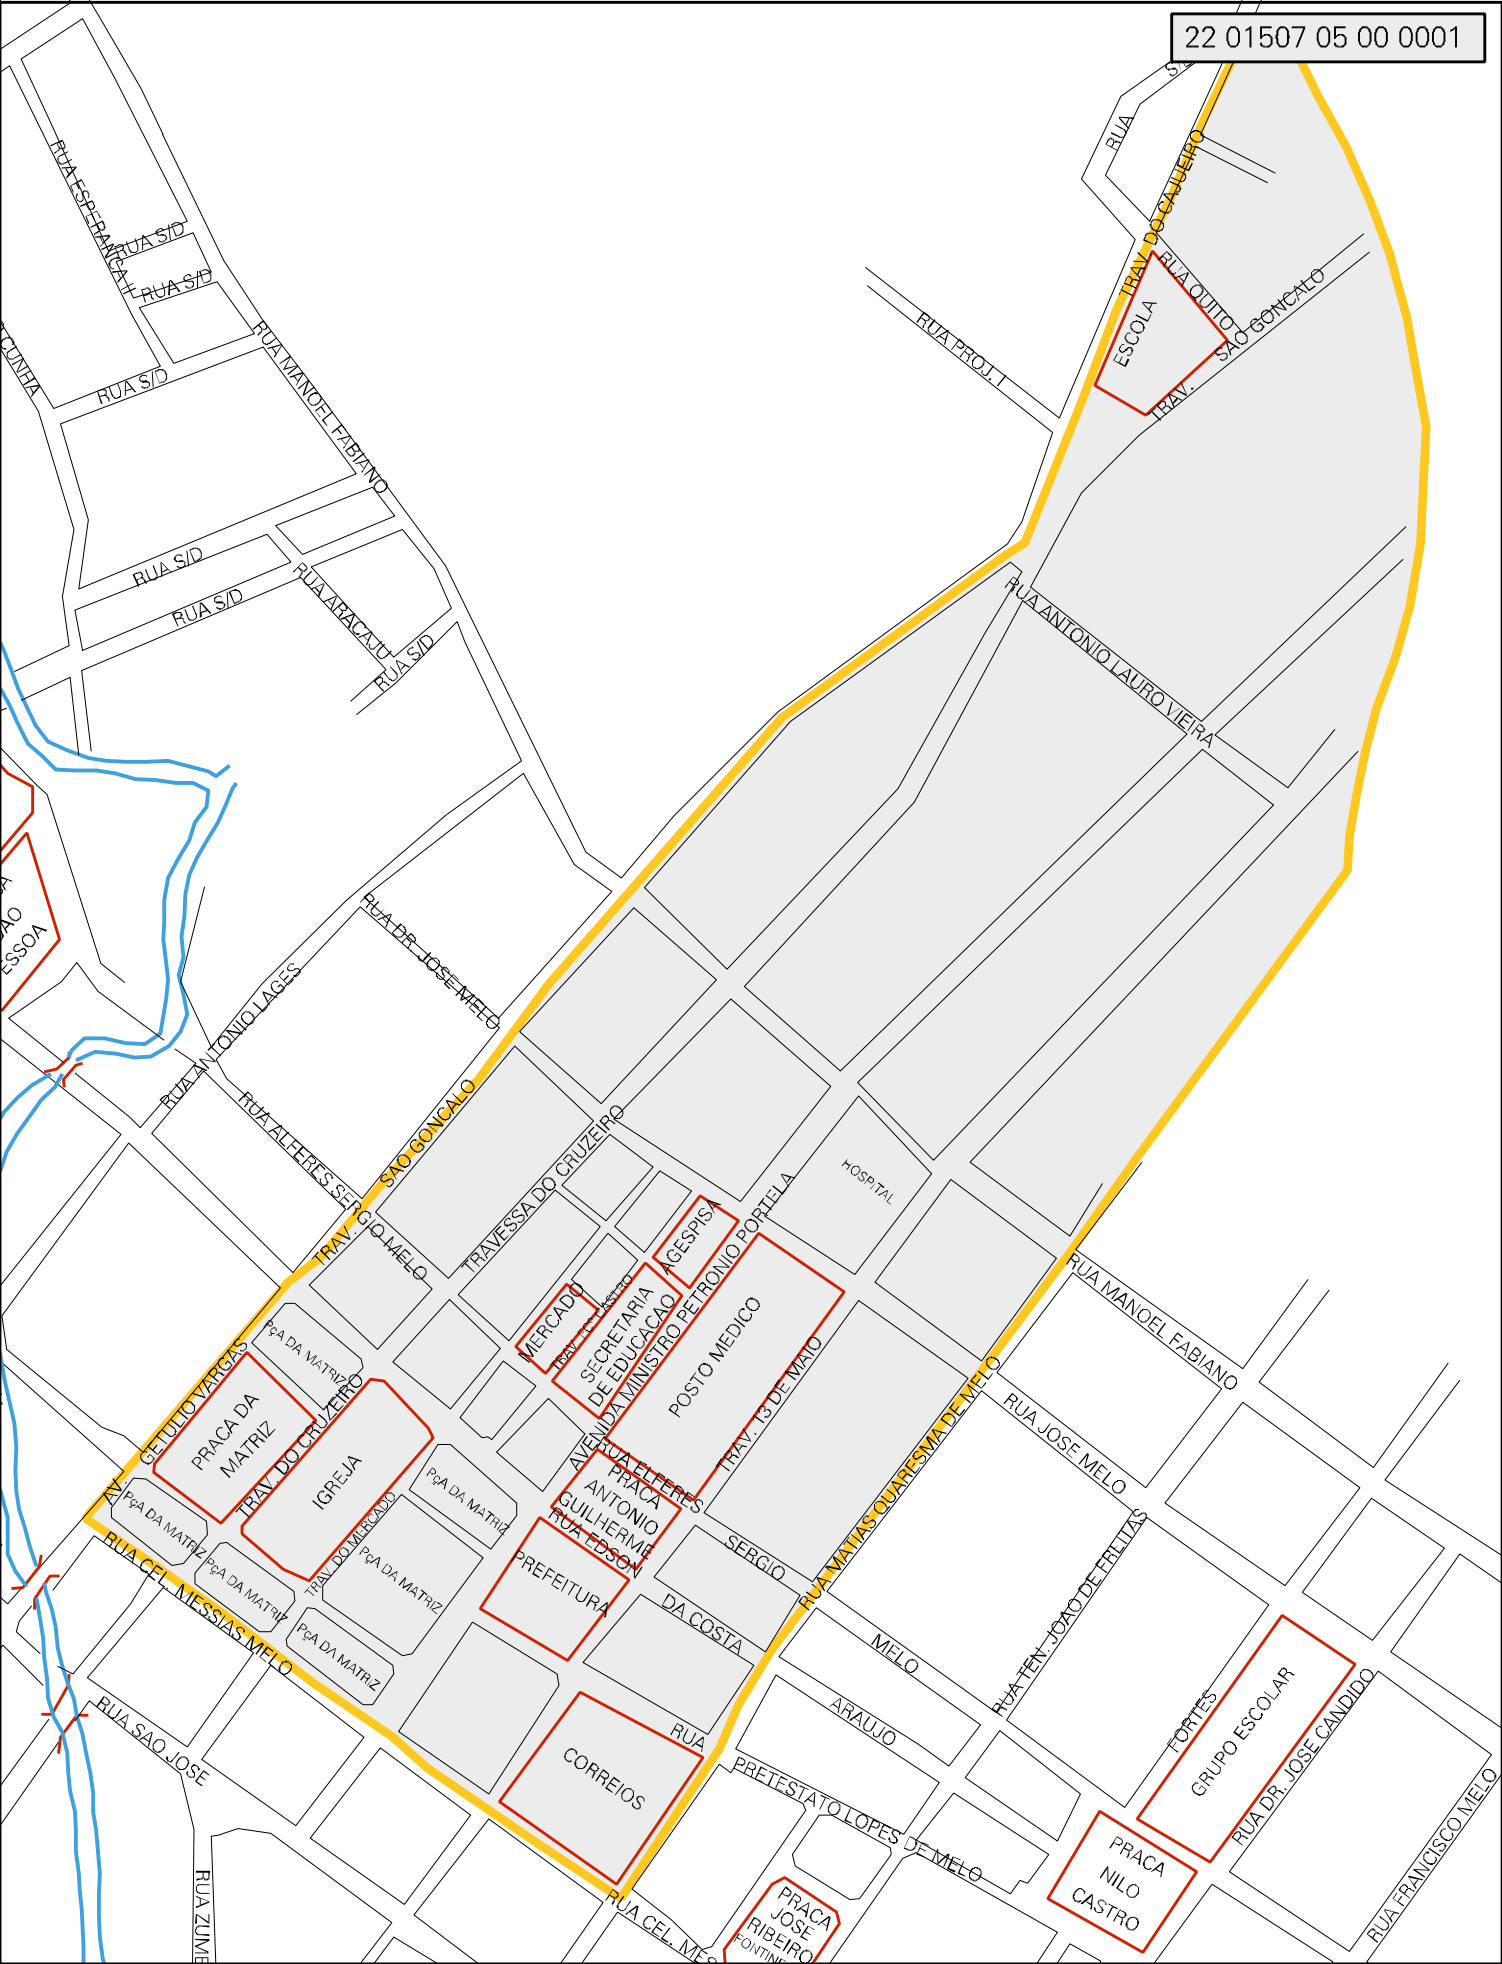 22 01507 05 00 0001
RUA
TRAV. DO CAJUEIRO
RUA ESPERANCA II
RUA S/D
RUA S/D
RUA QUITO
TRAV. SAO GONCALO
ESCOLA
RUA PROJ. I
CUNHA
RUA MANOEL FABIANO
RUA S/D
RUA S/D
RUA S/D
RUA ARACAJU
RUA S/D
RUA ANTONIO LAURO VIEIRA
RUA DR. JOSE MELO
RUA ANTONIO LAGES
RUA ALFERES SERGIO MELO
TRAV. SAO GONCALO
TRAVESSA DO CRUZEIRO
HOSPITAL
AGESPISA
AVENIDA MINISTRO PETRONIO PORTELA
MERCADO
SECRETARIA
DE EDUCACAO
POSTO MEDICO
TRAV. 13 DE MAIO
RUA MANOEL FABIANO
RUA JOSE MELO
RUA MATIAS QUARESMA DE MELO
AV. GETULIO VARGAS
PÇA DA MATRIZ
PRACA DA
MATRIZ
TRAV. DO CRUZEIRO
IGREJA
PÇA DA MATRIZ
PÇA DA MATRIZ
PÇA DA MATRIZ
PÇA DA MATRIZ
PÇA DA MATRIZ
TRAV. DO MERCADO
RUA ELFERES
SERGIO
MELO
PRACA
ANTONIO
GUILHERME
RUA EDSON
DA COSTA
ARAUJO
PREFEITURA
RUA CEL. MESSIAS MELO
RUA SAO JOSE
CORREIOS
RUA
PRETESTATO LOPES DE MELO
RUA TEN. JOAO DE FREITAS
FORTES
GRUPO ESCOLAR
RUA DR. JOSE CANDIDO
RUA FRANCISCO MELO
PRACA
NILO
CASTRO
PRACA
JOSE
RIBEIRO
RUA CEL.
RUA ZUME